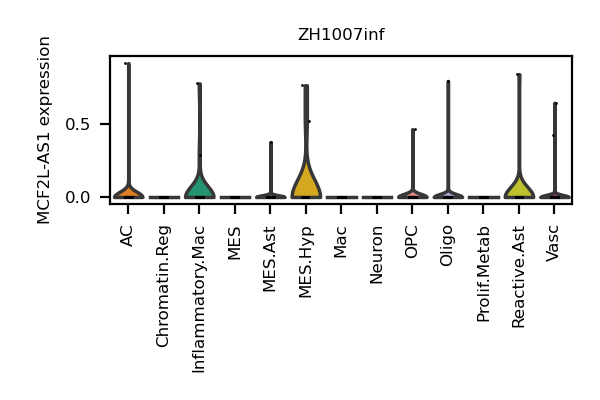 ZH1007inf
MCF2L-AS1 expression
0.5
0.0
AC
Chromatin.Reg
Inflammatory.Mac
MES
MES.Ast
MES.Hyp
Mac
Neuron
OPC
Oligo
Prolif.Metab
Reactive.Ast
Vasc